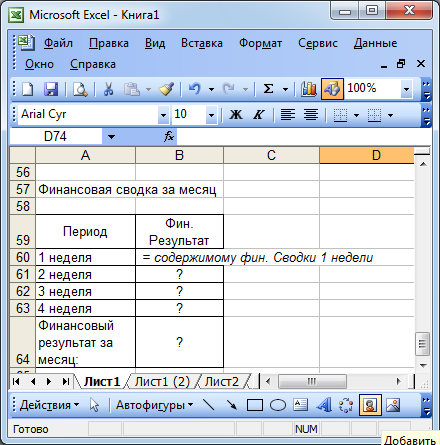 Microsoft Excel - Книга1
Файл Правка Вид Вставка Формат Сервис Данные
Окно Справка
Σ 100%
Arial Cyr 10 Ж К
D74 fx
A B C D
56
57 Финансовая сводка за месяц
58
59 Период Фин. Результат
60 1 неделя = содержимому фин. Сводки 1 недели
61 2 неделя ?
62 3 неделя ?
63 4 неделя ?
Финансовый
результат за ?
64 месяц:
Лист1 Лист1 (2) Лист2
Действия Автофигуры
Готово NUM
Добавить